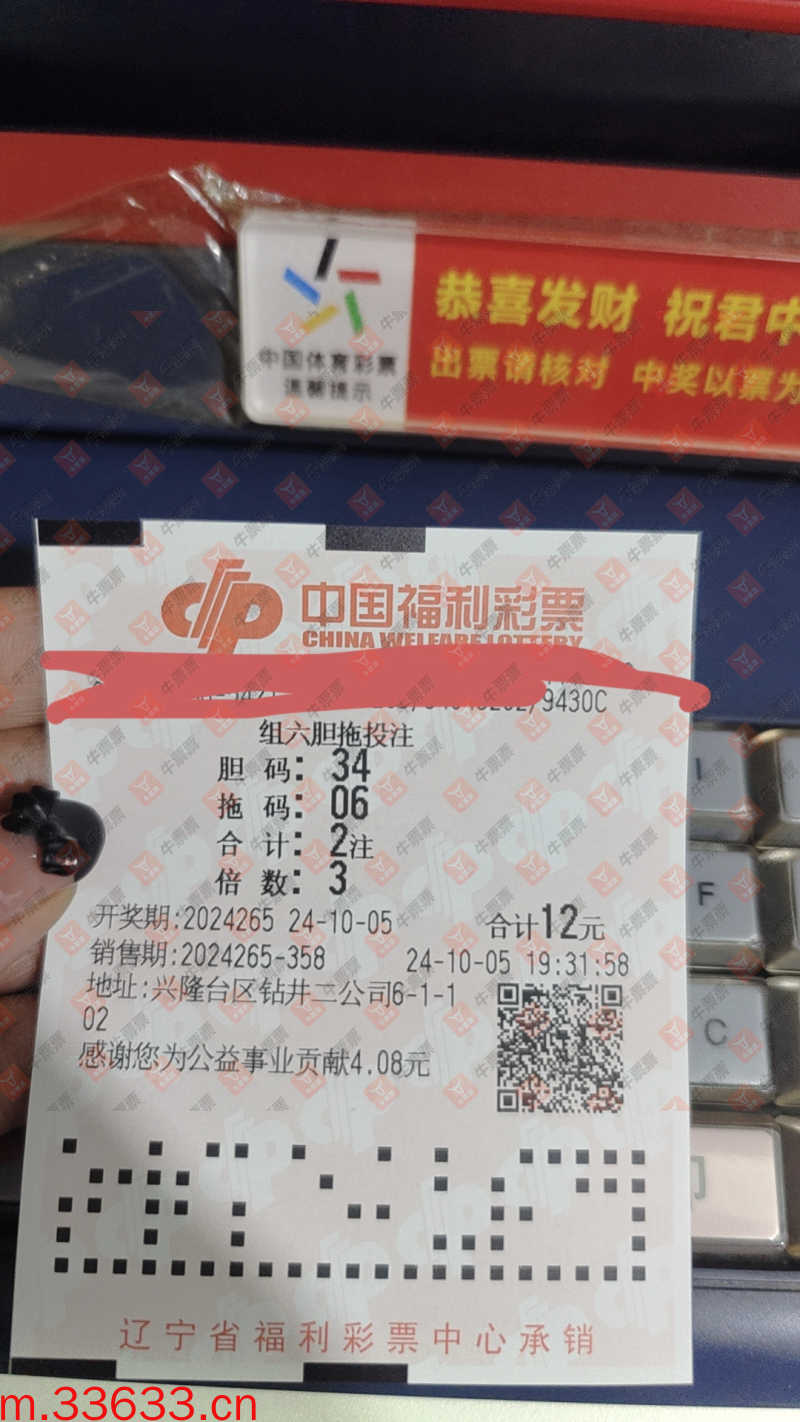 中国体育彩票
温馨提示
恭喜发财 祝君中
出票请核对 中奖以票为
中国福利彩票
CHINA WELFARE LOTTERY
/9430C
组六胆拖投注
胆 码: 34
拖 码: 06
合 计: 2注
倍 数: 3
开奖期:2024265 24-10-05 合计12元
销售期:2024265-358 24-10-05 19:31:58
地址:兴隆台区钻井二公司6-1-1
02
感谢您为公益事业贡献4.08元
辽宁省福利彩票中心承销
I
F
C
牛票票
m.33633.cn